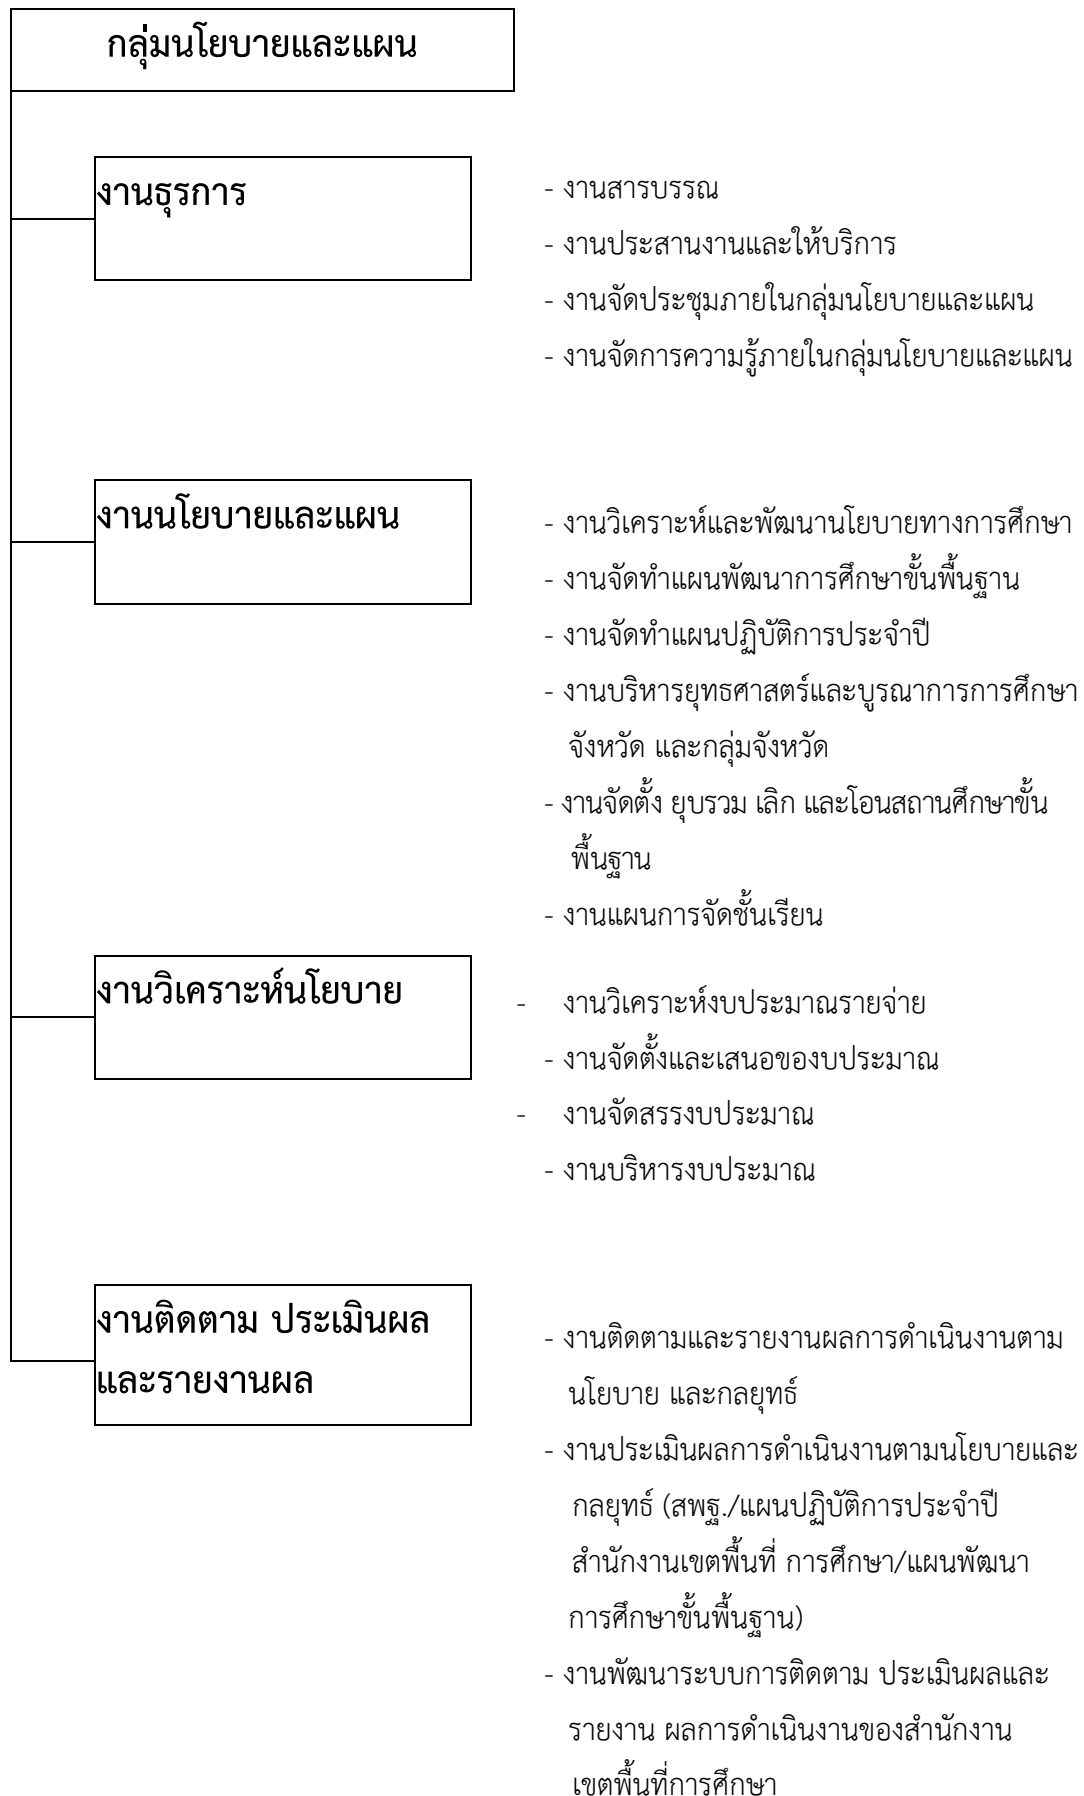 กลุ่มนโยบายและแผน
งานธุรการ
- งานสารบรรณ
- งานประสานงานและให้บริการ
- งานจัดประชุมภายในกลุ่มนโยบายและแผน
- งานจัดการความรู้ภายในกลุ่มนโยบายและแผน
งานนโยบายและแผน
- งานวิเคราะห์และพัฒนานโยบายทางการศึกษา
- งานจัดทำแผนพัฒนาการศึกษาขั้นพื้นฐาน
- งานจัดทำแผนปฏิบัติการประจำปี
- งานบริหารยุทธศาสตร์และบูรณาการการศึกษา
จังหวัด และกลุ่มจังหวัด
- งานจัดตั้ง ยุบรวม เลิก และโอนสถานศึกษาขั้น
พื้นฐาน
- งานแผนการจัดชั้นเรียน
งานวิเคราะห์นโยบาย
- งานวิเคราะห์งบประมาณรายจ่าย
- งานจัดตั้งและเสนอของบประมาณ
- งานจัดสรรงบประมาณ
- งานบริหารงบประมาณ
งานติดตาม ประเมินผล
และรายงานผล
- งานติดตามและรายงานผลการดำเนินงานตาม
นโยบาย และกลยุทธ์
- งานประเมินผลการดำเนินงานตามนโยบายและ
กลยุทธ์ (สพฐ./แผนปฏิบัติการประจำปี
สำนักงานเขตพื้นที่ การศึกษา/แผนพัฒนา
การศึกษาขั้นพื้นฐาน)
- งานพัฒนาระบบการติดตาม ประเมินผลและ
รายงาน ผลการดำเนินงานของสำนักงาน
เขตพื้นที่การศึกษา